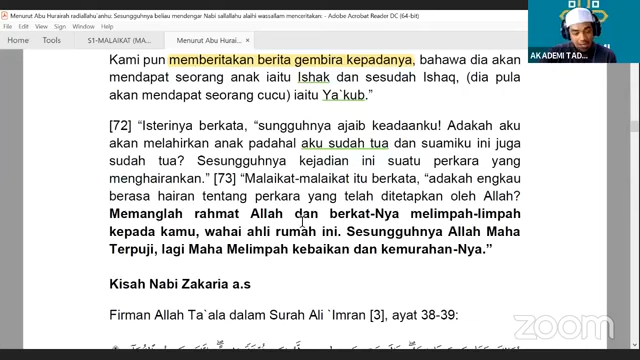 Menurut Abu Hurairah radiallahu'anhu; Sesungguhnya beliau mendengar Nabi sallallahu alaihi wassallam menceritakan: - Adobe Acrobat Reader DC (64-bit)
File Edit View Sign Window Help
Home Tools S1-MALAIKAT (MA... Menurut Abu Hurai... ×
AKADEMI TAD...
Kami pun memberitakan berita gembira kepadanya, bahawa dia akan
mendapat seorang anak iaitu Ishak dan sesudah Ishaq, (dia pula
akan mendapat seorang cucu) iaitu Ya`kub.”
[72] “Isterinya berkata, “sungguhnya ajaib keadaanku! Adakah aku
akan melahirkan anak padahal aku sudah tua dan suamiku ini juga
sudah tua? Sesungguhnya kejadian ini suatu perkara yang
menghairankan.” [73] “Malaikat-malaikat itu berkata, “adakah engkau
berasa hairan tentang perkara yang telah ditetapkan oleh Allah?
Memanglah rahmat Allah dan berkat-Nya melimpah-limpah
kepada kamu, wahai ahli rumah ini. Sesungguhnya Allah Maha
Terpuji, lagi Maha Melimpah kebaikan dan kemurahan-Nya.”
Kisah Nabi Zakaria a.s
Firman Allah Ta`ala dalam Surah Ali `Imran [3], ayat 38-39:
zoom